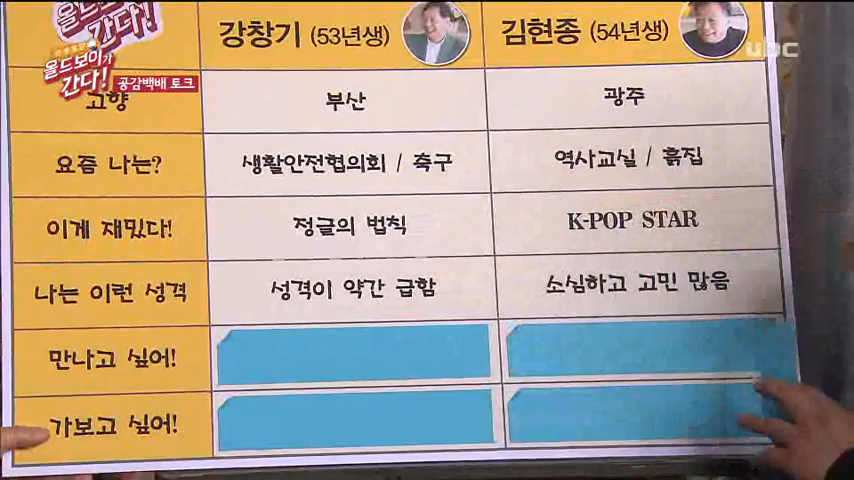 올드보이가 간다!
공감백배 토크
ubc
강창기 (53년생) 김현종 (54년생)
고향 부산 광주
요즘 나는? 생활안전협의회 / 축구 역사교실 / 흙집
이게 재밌다! 정글의 법칙 K-POP STAR
나는 이런 성격 성격이 약간 급함 소심하고 고민 많음
만나고 싶어!
가보고 싶어!